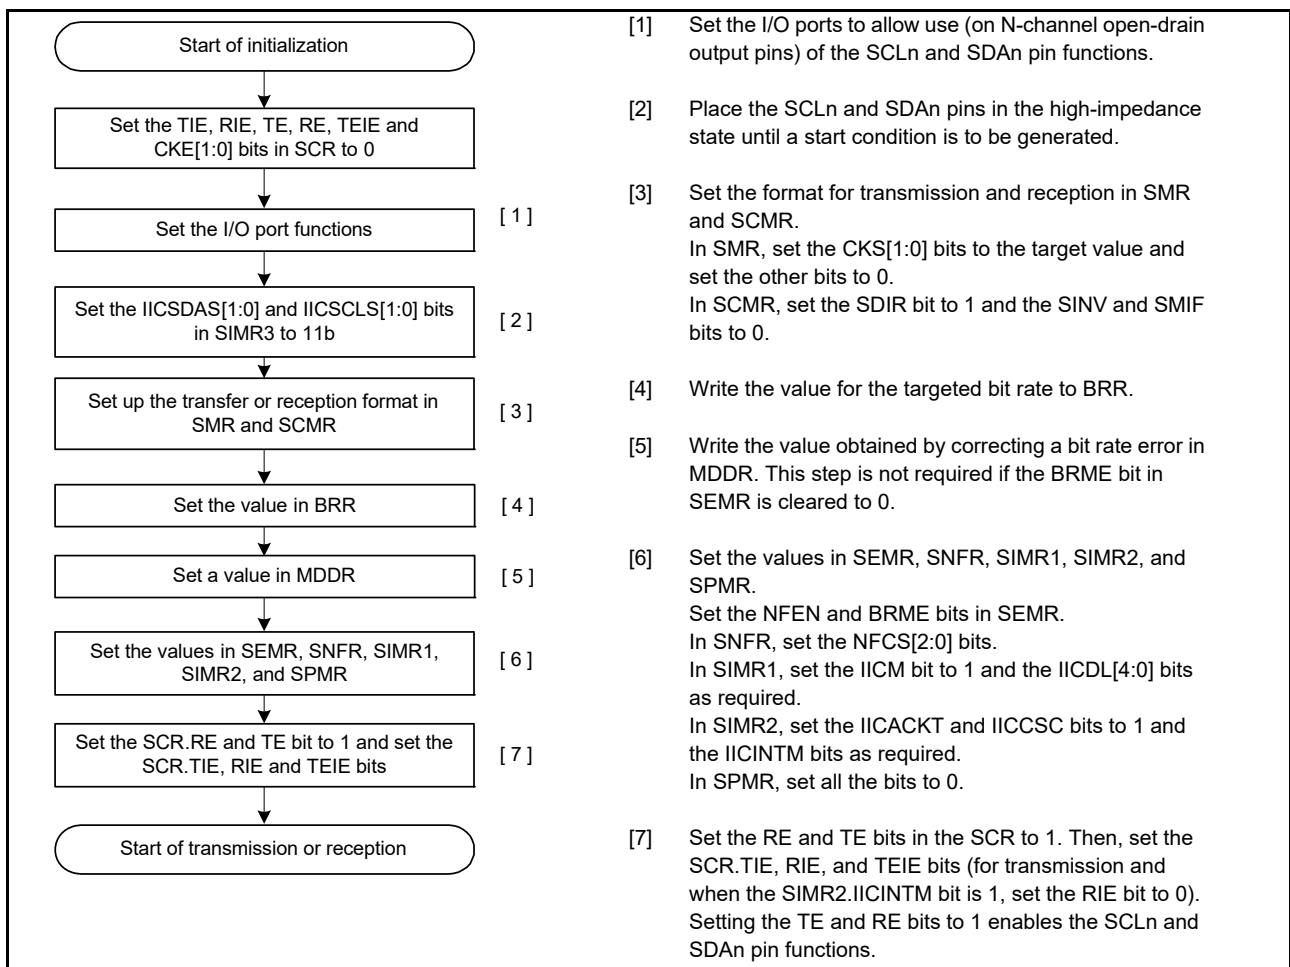 Start of initialization
Set the TIE, RIE, TE, RE, TEIE and
CKE[1:0] bits in SCR to 0
Set the I/O port functions
[ 1 ]
Set the IICSDAS[1:0] and IICSCLS[1:0] bits
in SIMR3 to 11b
[ 2 ]
Set up the transfer or reception format in
SMR and SCMR
[ 3 ]
Set the value in BRR
[ 4 ]
Set a value in MDDR
[ 5 ]
Set the values in SEMR, SNFR, SIMR1,
SIMR2, and SPMR
[ 6 ]
Set the SCR.RE and TE bit to 1 and set the
SCR.TIE, RIE and TEIE bits
[ 7 ]
Start of transmission or reception
[1] Set the I/O ports to allow use (on N-channel open-drain
output pins) of the SCLn and SDAn pin functions.
[2] Place the SCLn and SDAn pins in the high-impedance
state until a start condition is to be generated.
[3] Set the format for transmission and reception in SMR
and SCMR.
In SMR, set the CKS[1:0] bits to the target value and
set the other bits to 0.
In SCMR, set the SDIR bit to 1 and the SINV and SMIF
bits to 0.
[4] Write the value for the targeted bit rate to BRR.
[5] Write the value obtained by correcting a bit rate error in
MDDR. This step is not required if the BRME bit in
SEMR is cleared to 0.
[6] Set the values in SEMR, SNFR, SIMR1, SIMR2, and
SPMR.
Set the NFEN and BRME bits in SEMR.
In SNFR, set the NFCS[2:0] bits.
In SIMR1, set the IICM bit to 1 and the IICDL[4:0] bits
as required.
In SIMR2, set the IICACKT and IICCSC bits to 1 and
the IICINTM bits as required.
In SPMR, set all the bits to 0.
[7] Set the RE and TE bits in the SCR to 1. Then, set the
SCR.TIE, RIE, and TEIE bits (for transmission and
when the SIMR2.IICINTM bit is 1, set the RIE bit to 0).
Setting the TE and RE bits to 1 enables the SCLn and
SDAn pin functions.